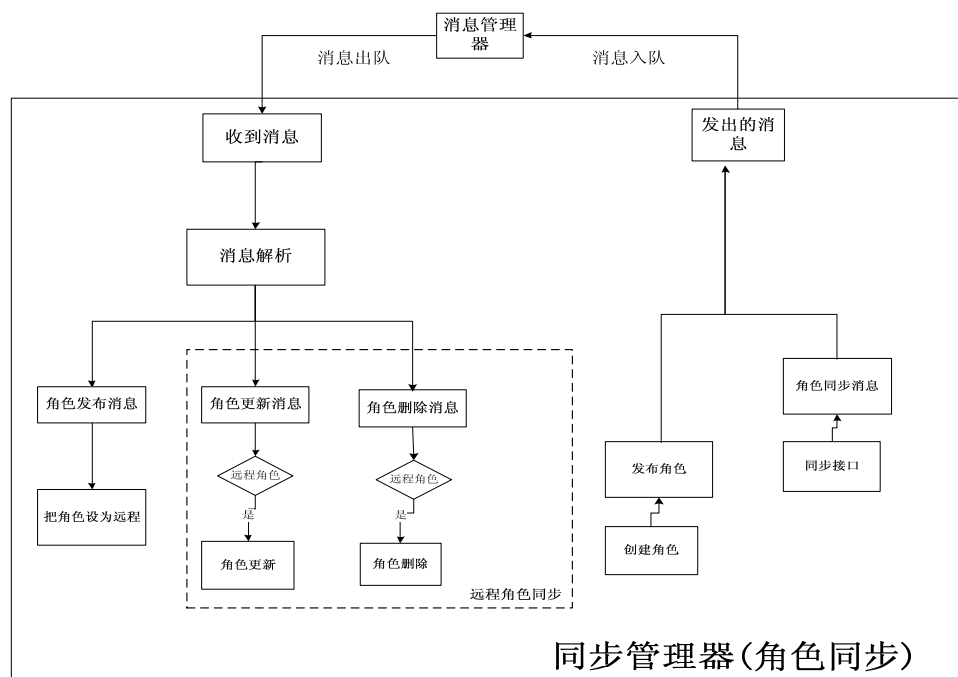 消息管理
器
消息出队
消息入队
收到消息
发出的消
息
消息解析
角色发布消息
角色更新消息
角色删除消息
角色同步消息
远程角色
远程角色
发布角色
同步接口
是
是
把角色设为远程
角色更新
角色删除
创建角色
远程角色同步
同步管理器(角色同步)